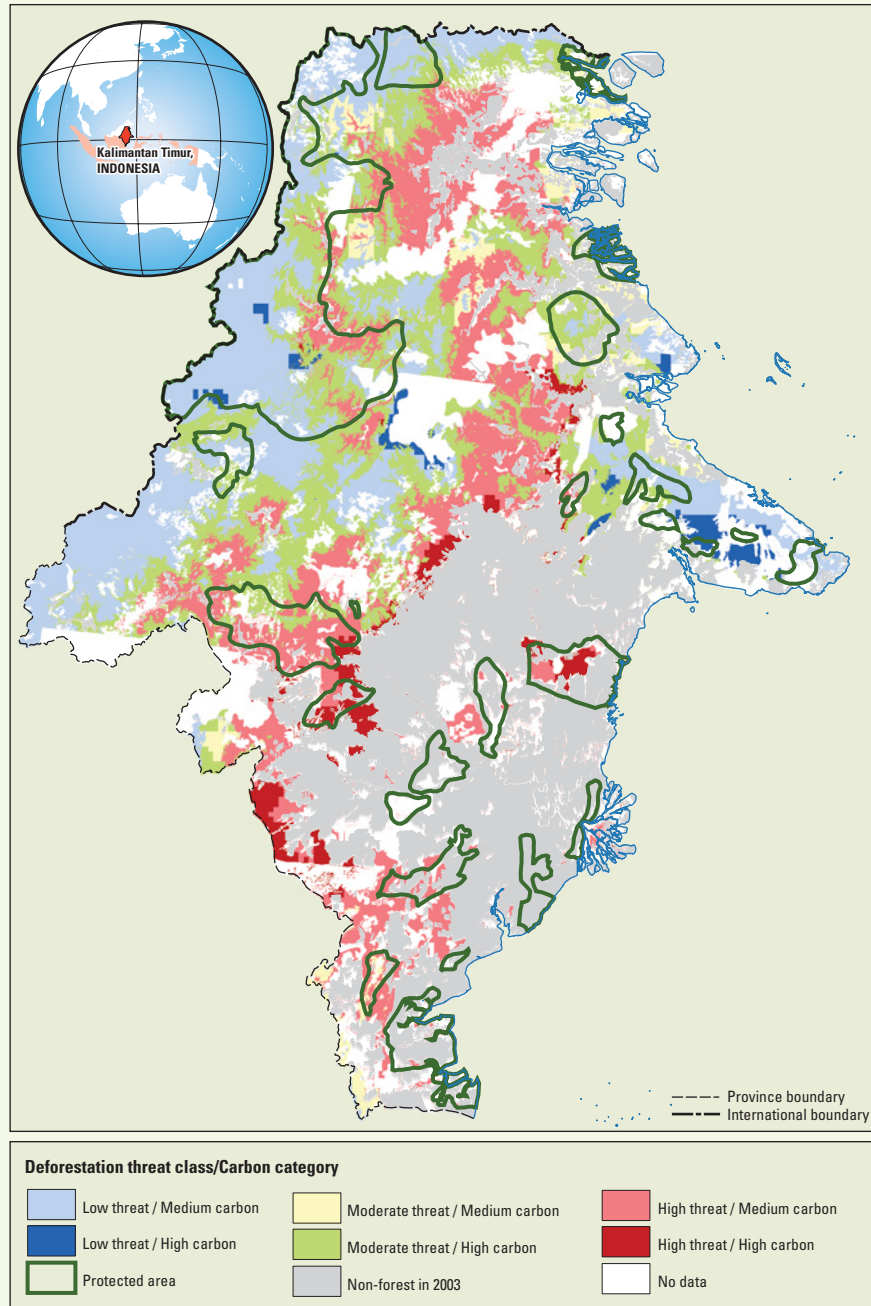 Kalimantan Timur,
INDONESIA
Province boundary
International boundary
Deforestation threat class/Carbon category
Low threat / Medium carbon
Moderate threat / Medium carbon
High threat / Medium carbon
Low threat / High carbon
Moderate threat / High carbon
High threat / High carbon
Protected area
Non-forest in 2003
No data